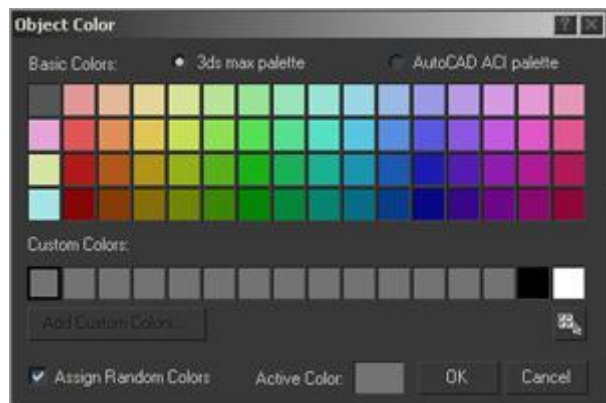 Object Color
Basic Colors: 3ds max palette AutoCAD ACI palette
Custom Colors:
Add Custom Colors...
Assign Random Colors Active Color: OK Cancel